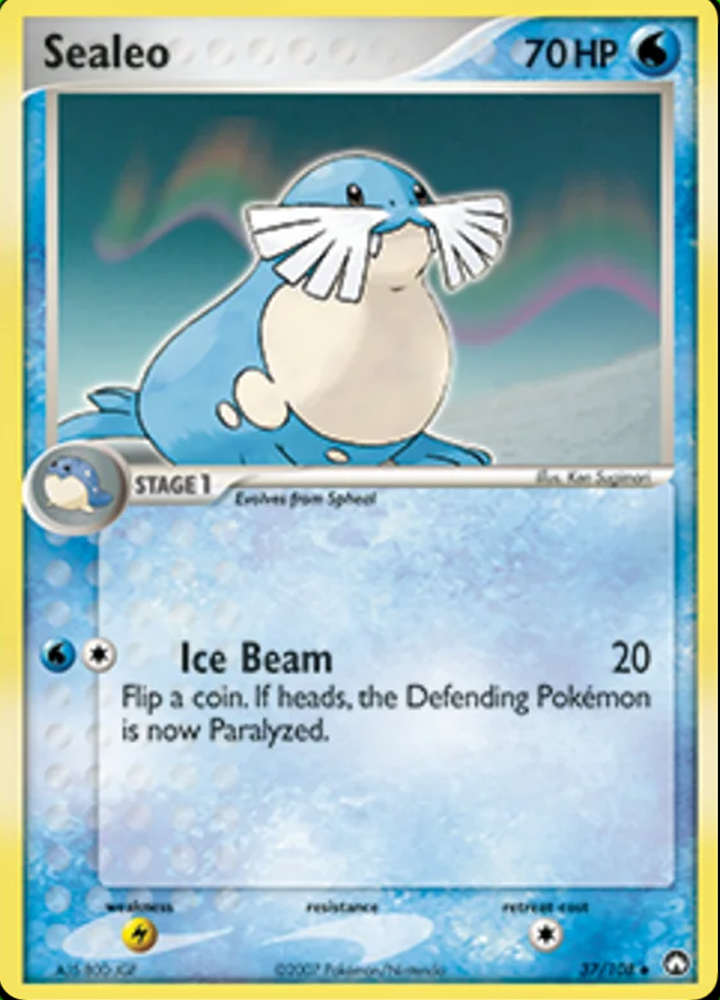 Sealeo
70 HP
illus. Ken Sugimori
STAGE 1
Evolves from Spheal
Ice Beam 20
Flip a coin. If heads, the Defending Pokémon
is now Paralyzed.
weakness resistance retreat cost
©2007 Pokémon/Nintendo 37/108